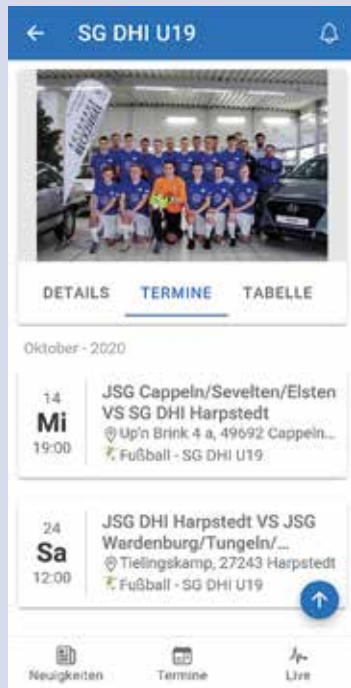 SG DHI U19
DETAILS
TERMINE
TABELLE
Oktober - 2020
14
Mi
19:00
JSG Cappeln/Sevelten/Elsten
VS SG DHI Harpstedt
Up'n Brink 4 a, 49692 Cappeln...
Fußball - SG DHI U19
24
Sa
12:00
JSG DHI Harpstedt VS JSG
Wardenburg/Tungeln/...
Tielingskamp, 27243 Harpstedt
Fußball - SG DHI U19
Neuigkeiten
Termine
Live